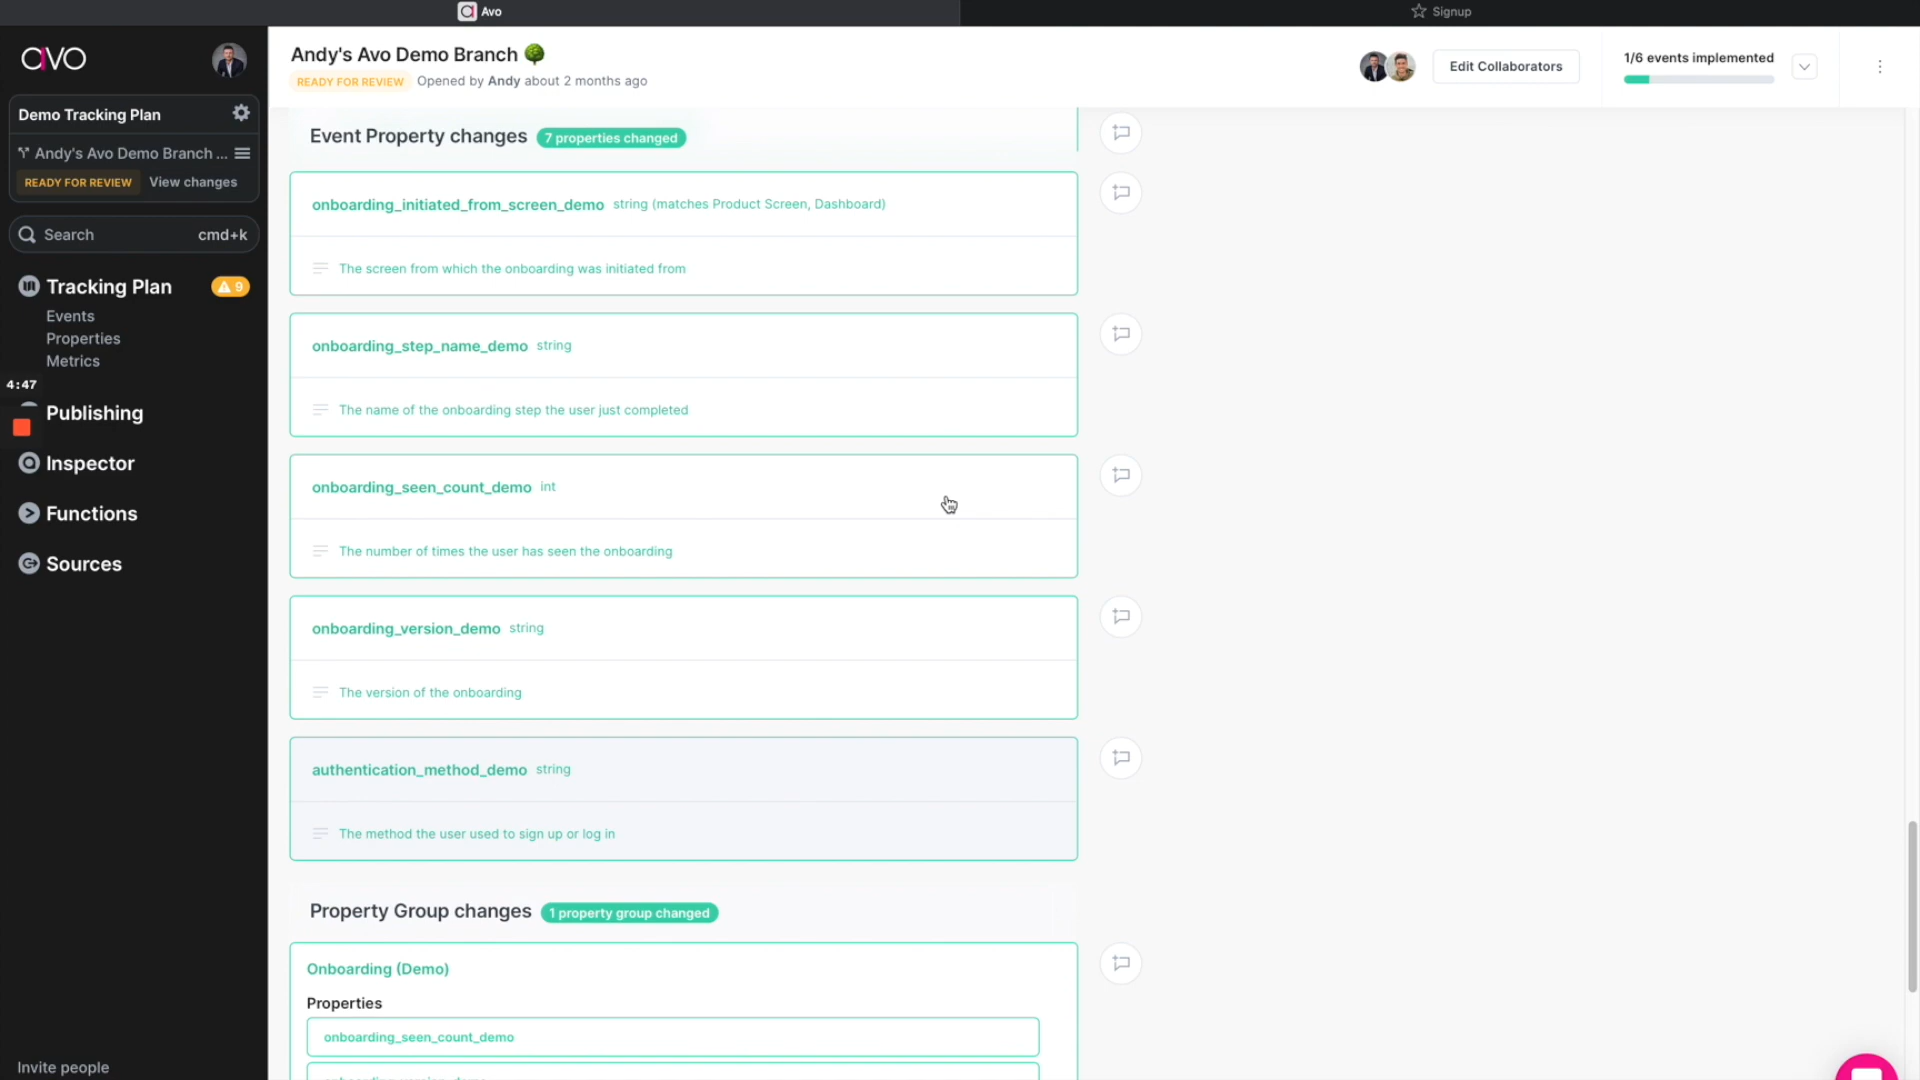 Avo
Signup
avo
Demo Tracking Plan
Andy's Avo Demo Branch ...
READY FOR REVIEW View changes
Search cmd+k
Tracking Plan 9
Events
Properties
Metrics
4:47
Publishing
Inspector
Functions
Sources
Invite people
Andy's Avo Demo Branch
READY FOR REVIEW Opened by Andy about 2 months ago
Edit Collaborators
1/6 events implemented
Event Property changes 7 properties changed
onboarding_initiated_from_screen_demo string (matches Product Screen, Dashboard)
The screen from which the onboarding was initiated from
onboarding_step_name_demo string
The name of the onboarding step the user just completed
onboarding_seen_count_demo int
The number of times the user has seen the onboarding
onboarding_version_demo string
The version of the onboarding
authentication_method_demo string
The method the user used to sign up or log in
Property Group changes 1 property group changed
Onboarding (Demo)
Properties
onboarding_seen_count_demo